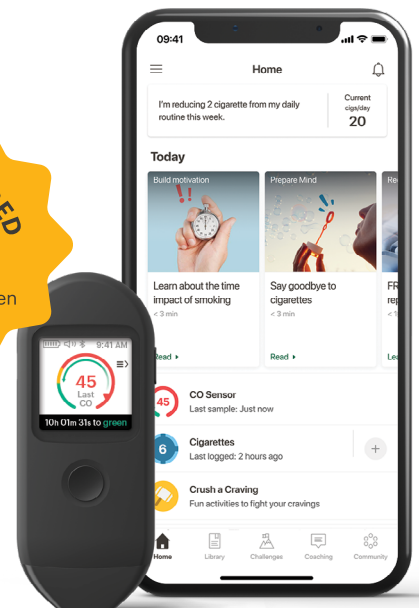 09:41
Home
I'm reducing 2 cigarette from my daily
routine this week.
Current
cigs/day
20
Today
Build motivation
Learn about the time
impact of smoking
< 3 min
Read
Prepare Mind
Say goodbye to
cigarettes
< 3 min
Read
45
CO Sensor
Last sample: Just now
6
Cigarettes
Last logged: 2 hours ago
+
Crush a Craving
Fun activities to fight your cravings
Home
Library
Challenges
Coaching
Community
9:41 AM
45
Last
CO
10h 01m 31s to green